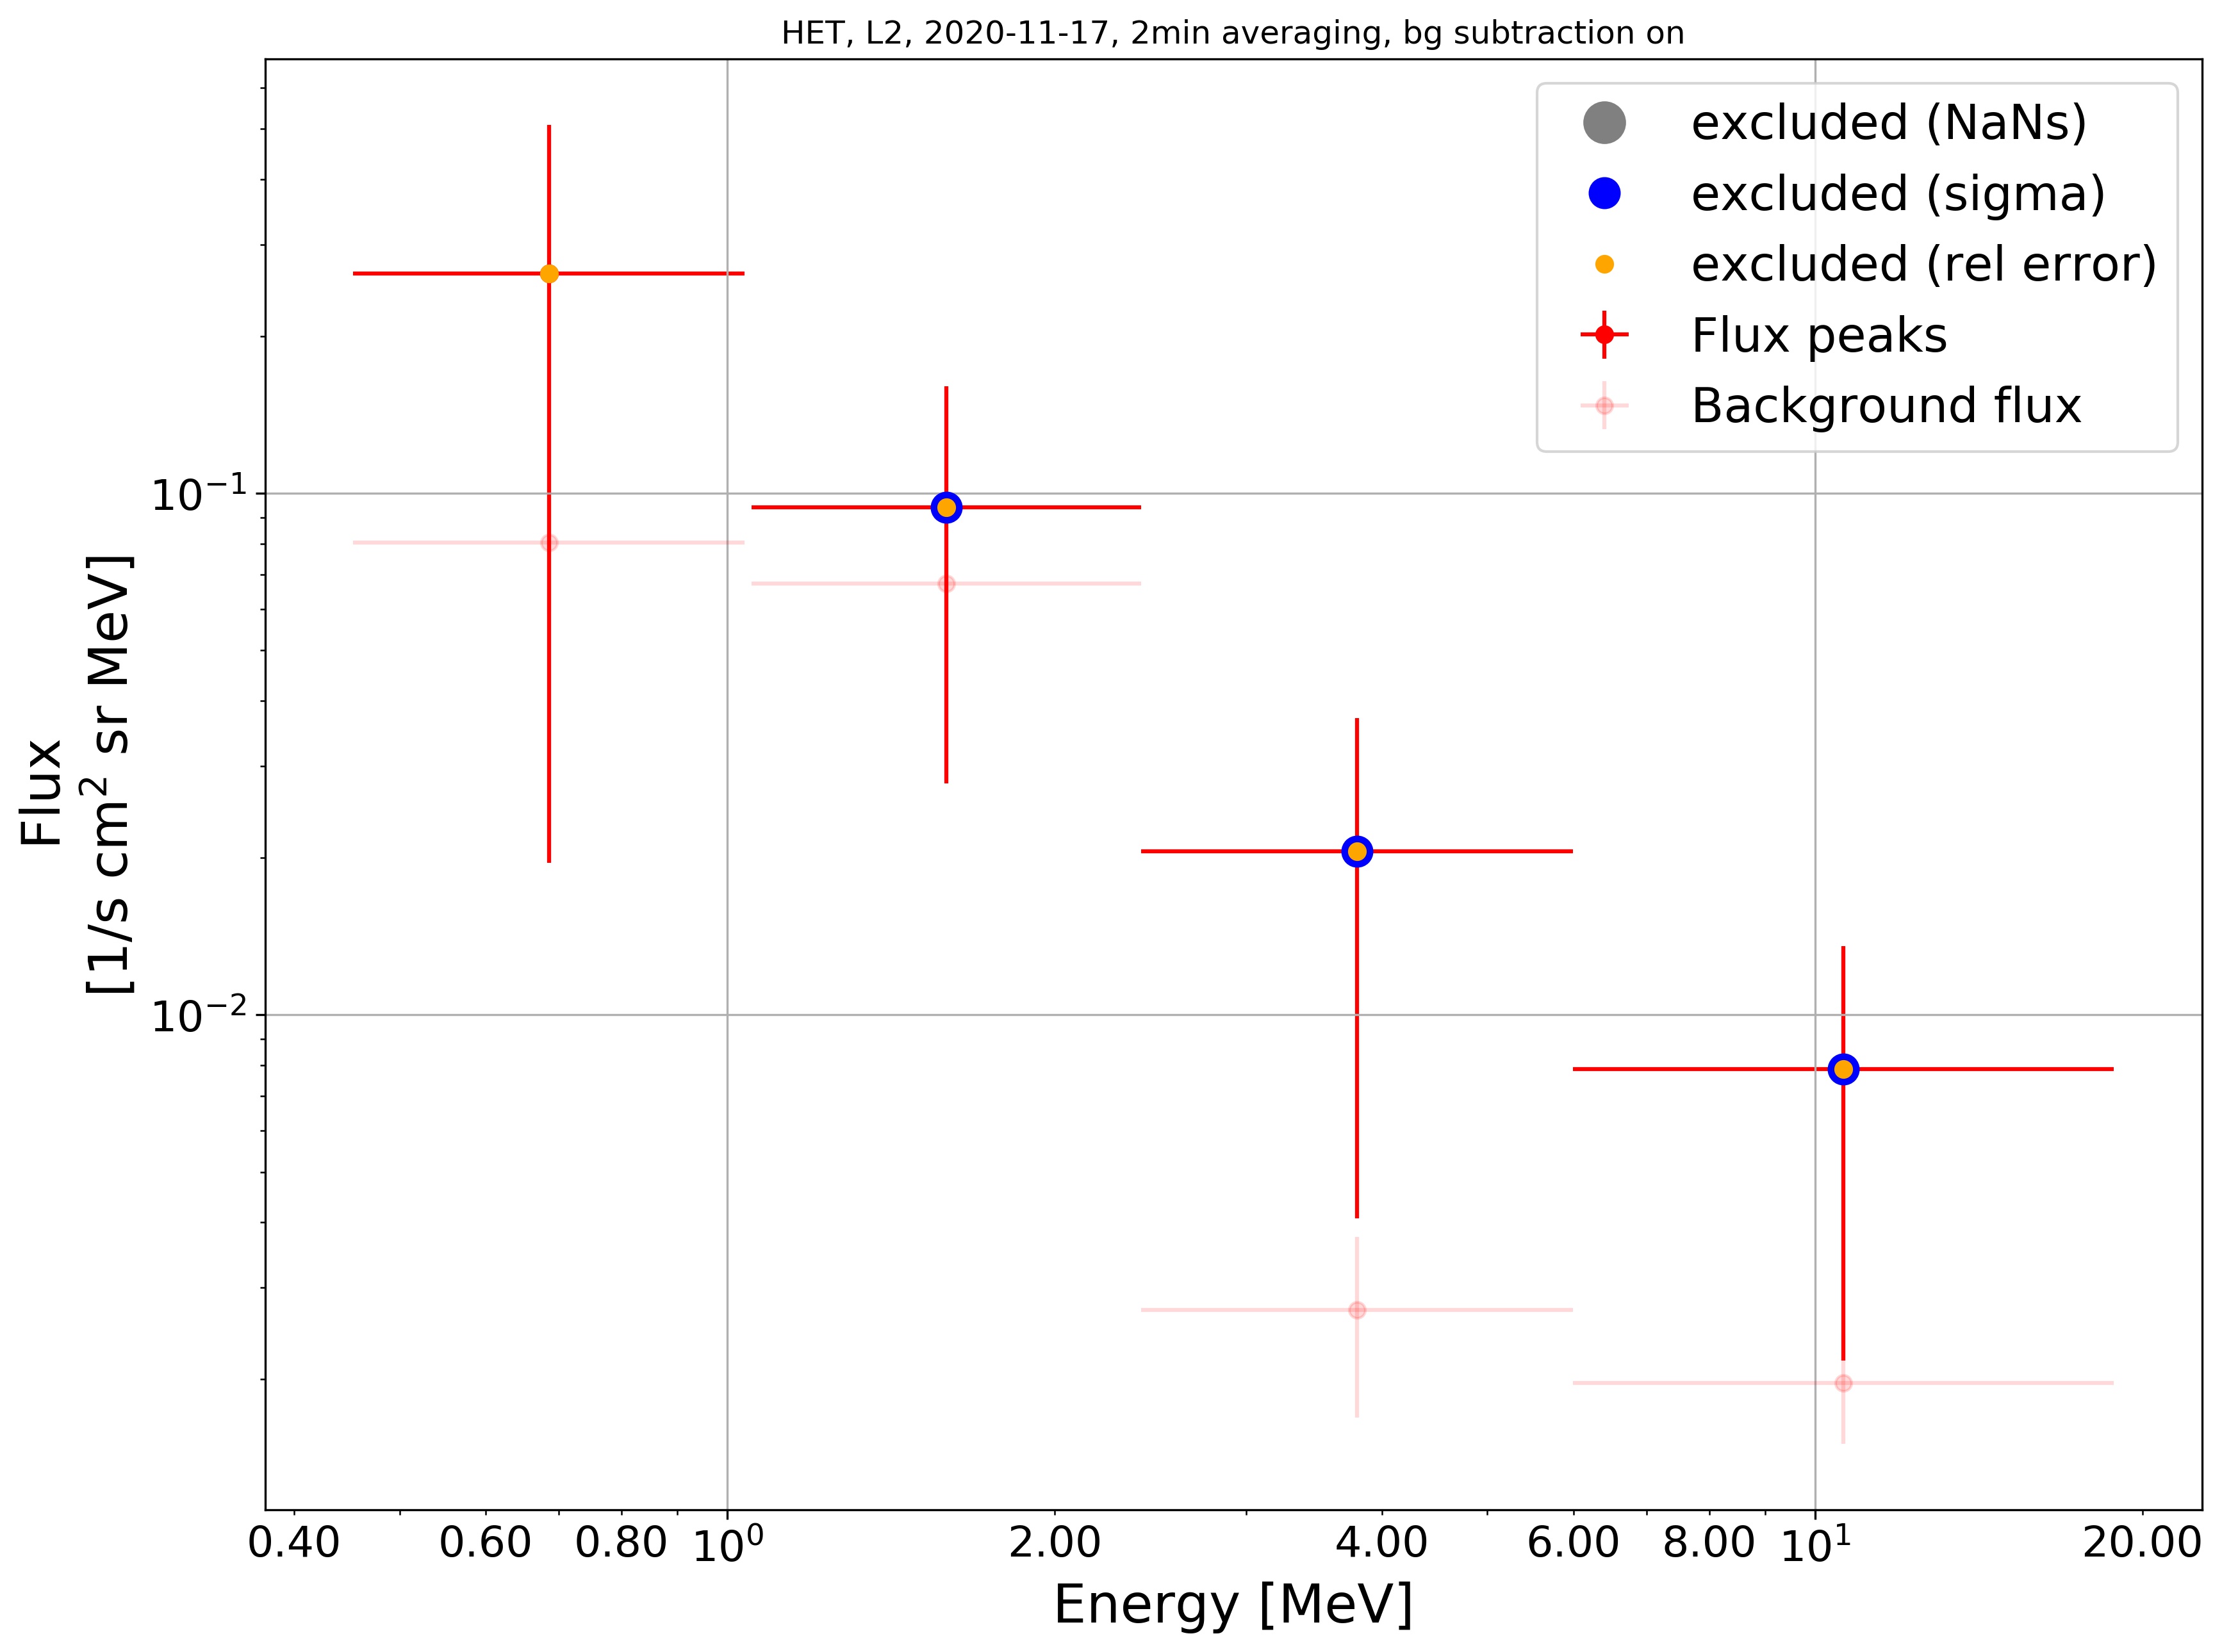 HET, L2, 2020-11-17, 2min averaging, bg subtraction on
excluded (NaNs)
excluded (sigma)
excluded (rel error)
Flux peaks
Background flux
Flux
[1/s cm² sr MeV]
10⁻¹
10⁻²
0.40 0.60 0.80 10⁰ 2.00 4.00 6.00 8.00 10¹ 20.00
Energy [MeV]